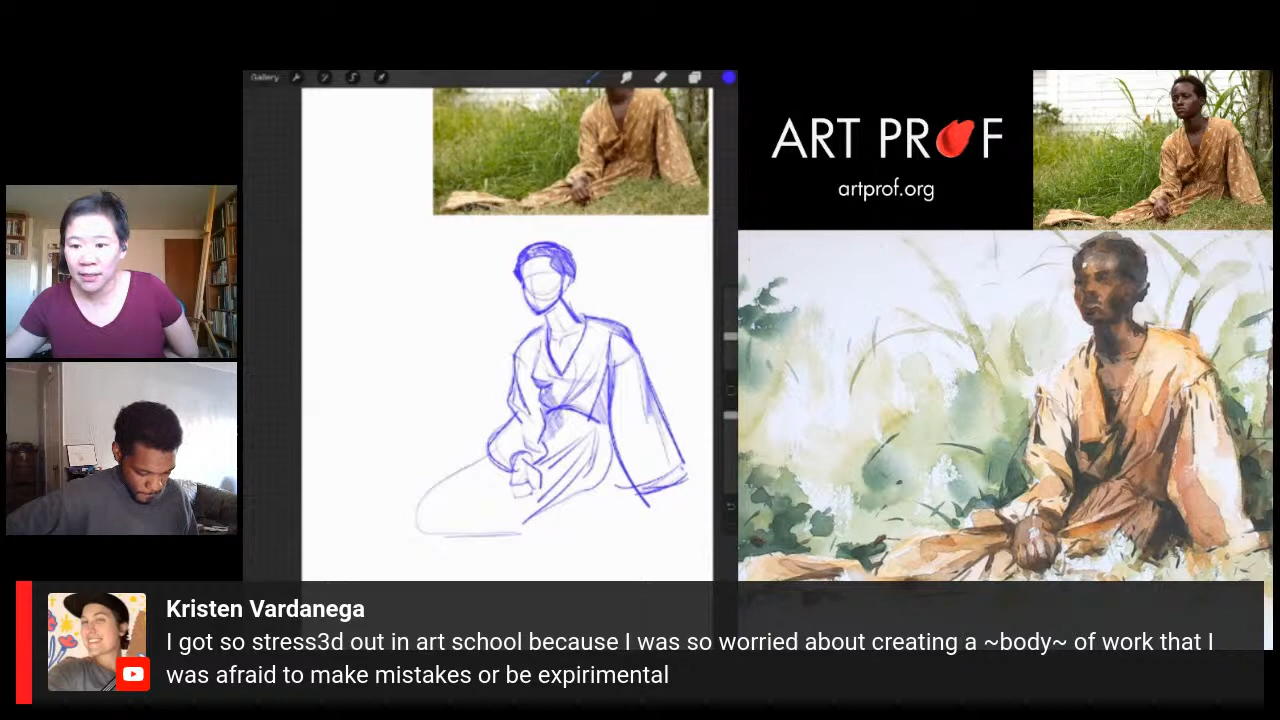 Gallery
ART PROF
artprof.org
Kristen Vardanega
I got so stress3d out in art school because I was so worried about creating a ~body~ of work that I
was afraid to make mistakes or be expirimental